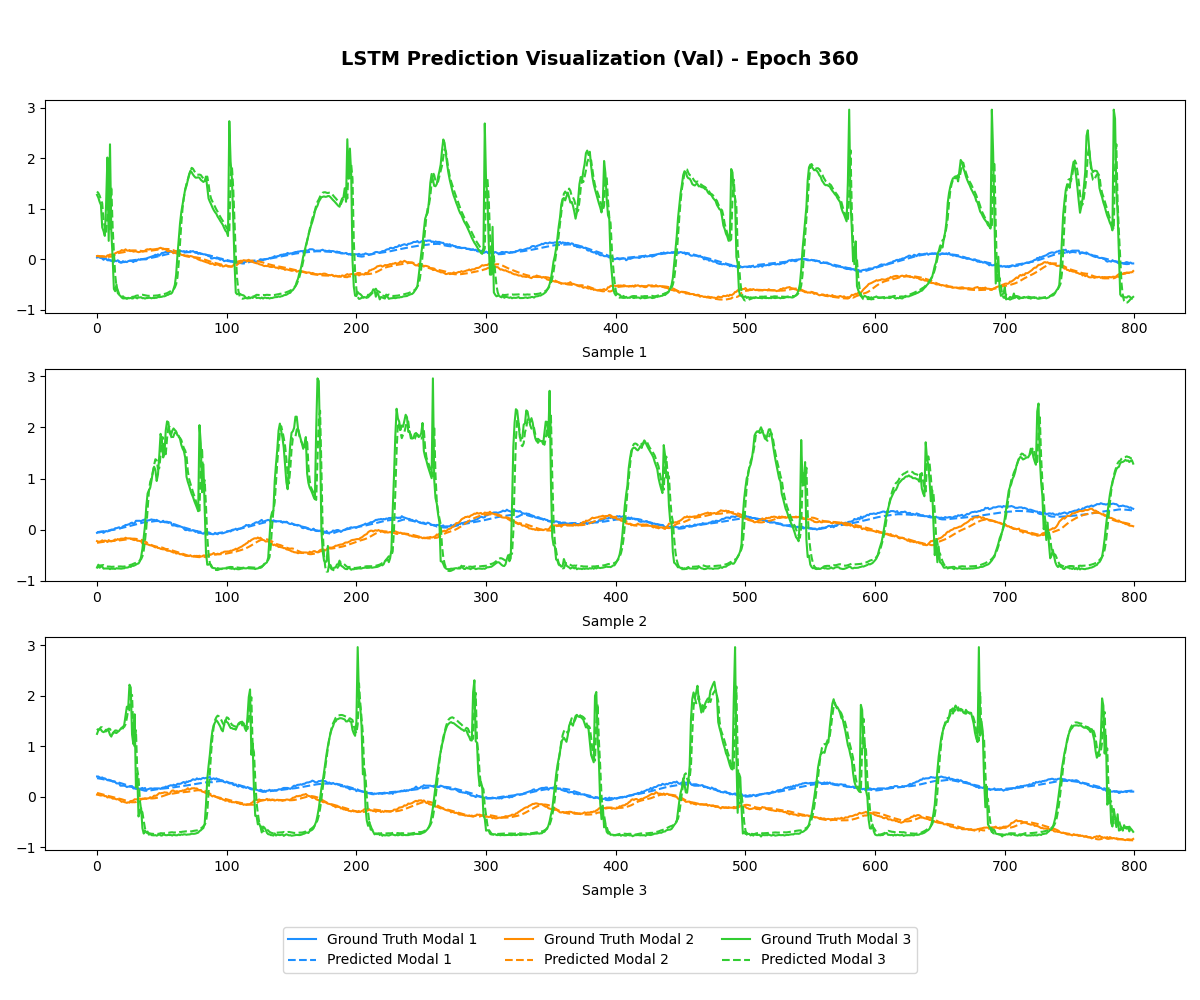 LSTM Prediction Visualization (Val) - Epoch 360
3
2
1
0
−1
0 100 200 300 400 500 600 700 800
Sample 1
3
2
1
0
−1
0 100 200 300 400 500 600 700 800
Sample 2
3
2
1
0
−1
0 100 200 300 400 500 600 700 800
Sample 3
Ground Truth Modal 1 Ground Truth Modal 2 Ground Truth Modal 3
Predicted Modal 1 Predicted Modal 2 Predicted Modal 3